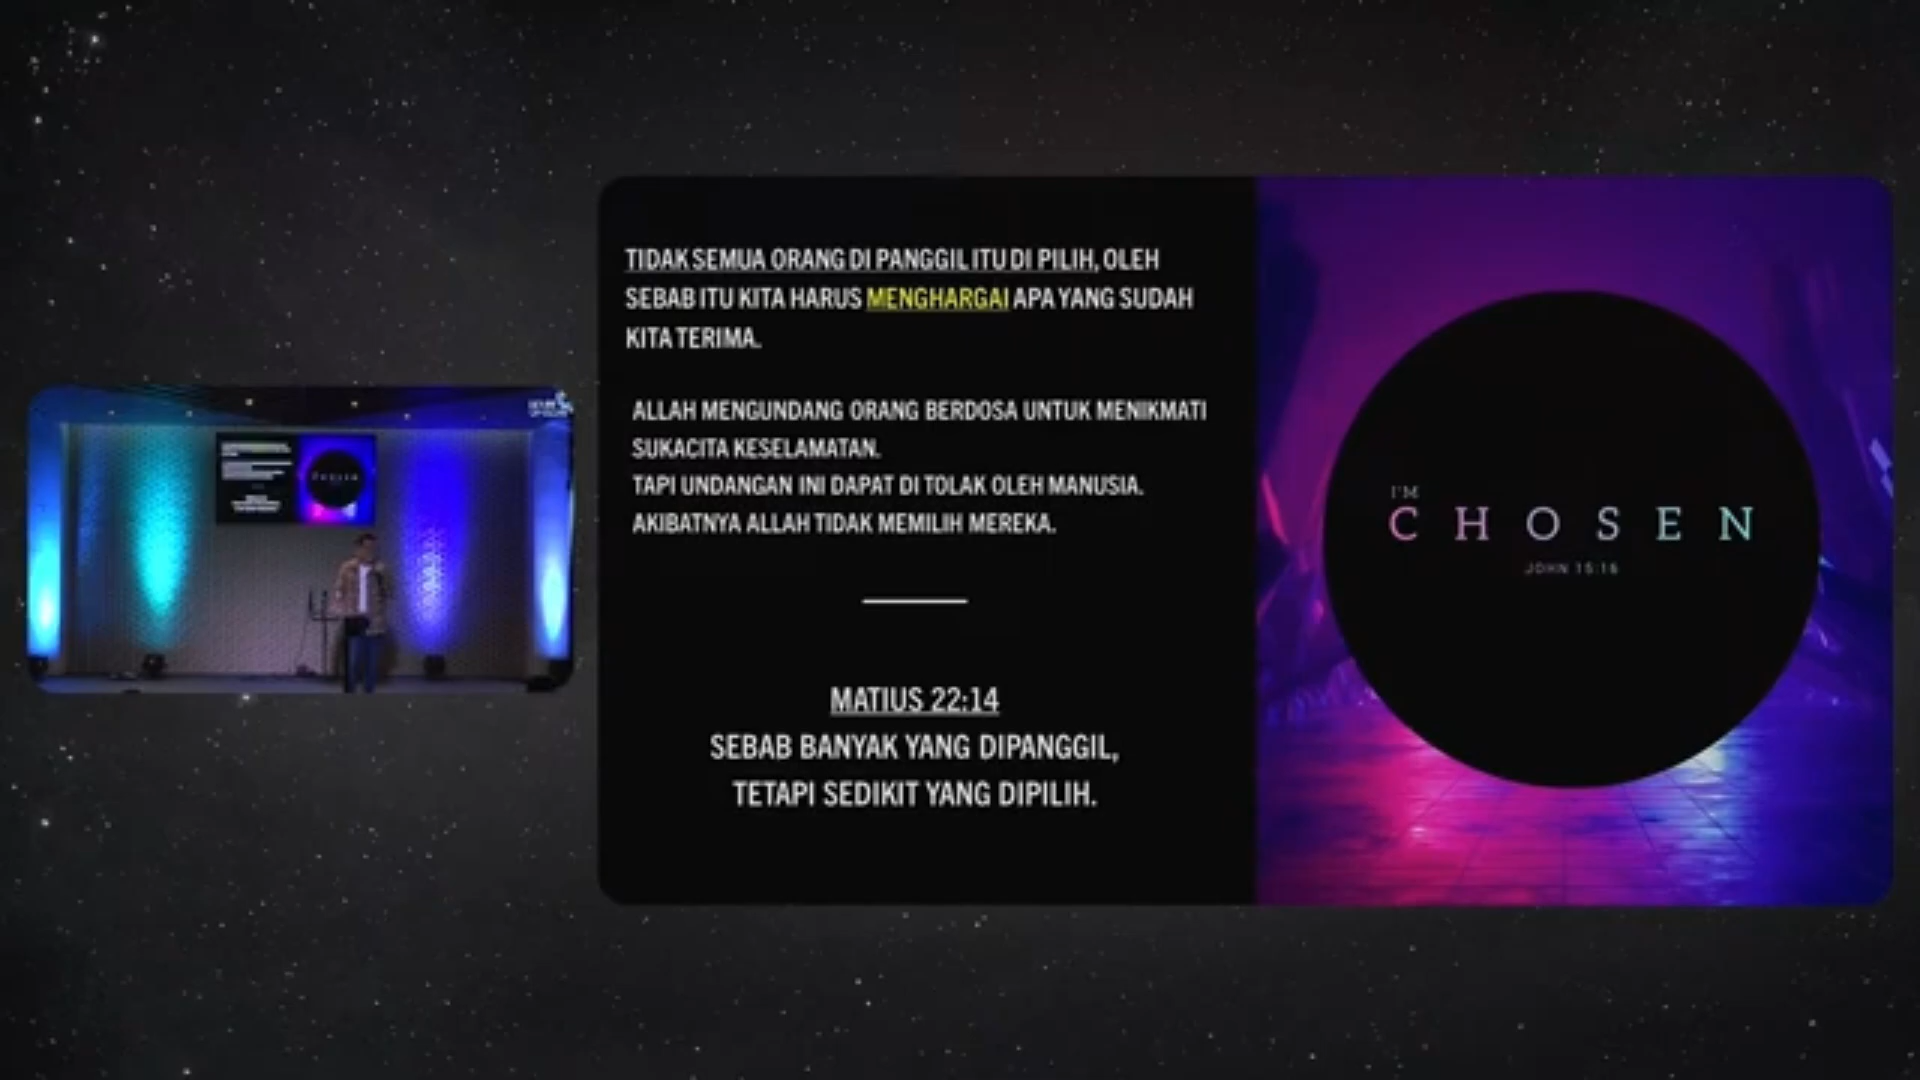 TIDAK SEMUA ORANG DI PANGGIL ITU DI PILIH, OLEH
SEBAB ITU KITA HARUS MENGHARGAI APA YANG SUDAH
KITA TERIMA.
ALLAH MENGUNDANG ORANG BERDOSA UNTUK MENIKMATI
SUKACITA KESELAMATAN.
TAPI UNDANGAN INI DAPAT DI TOLAK OLEH MANUSIA.
AKIBATNYA ALLAH TIDAK MEMILIH MEREKA.
MATIUS 22:14
SEBAB BANYAK YANG DIPANGGIL,
TETAPI SEDIKIT YANG DIPILIH.
I'M
CHOSEN
JOHN 15:16